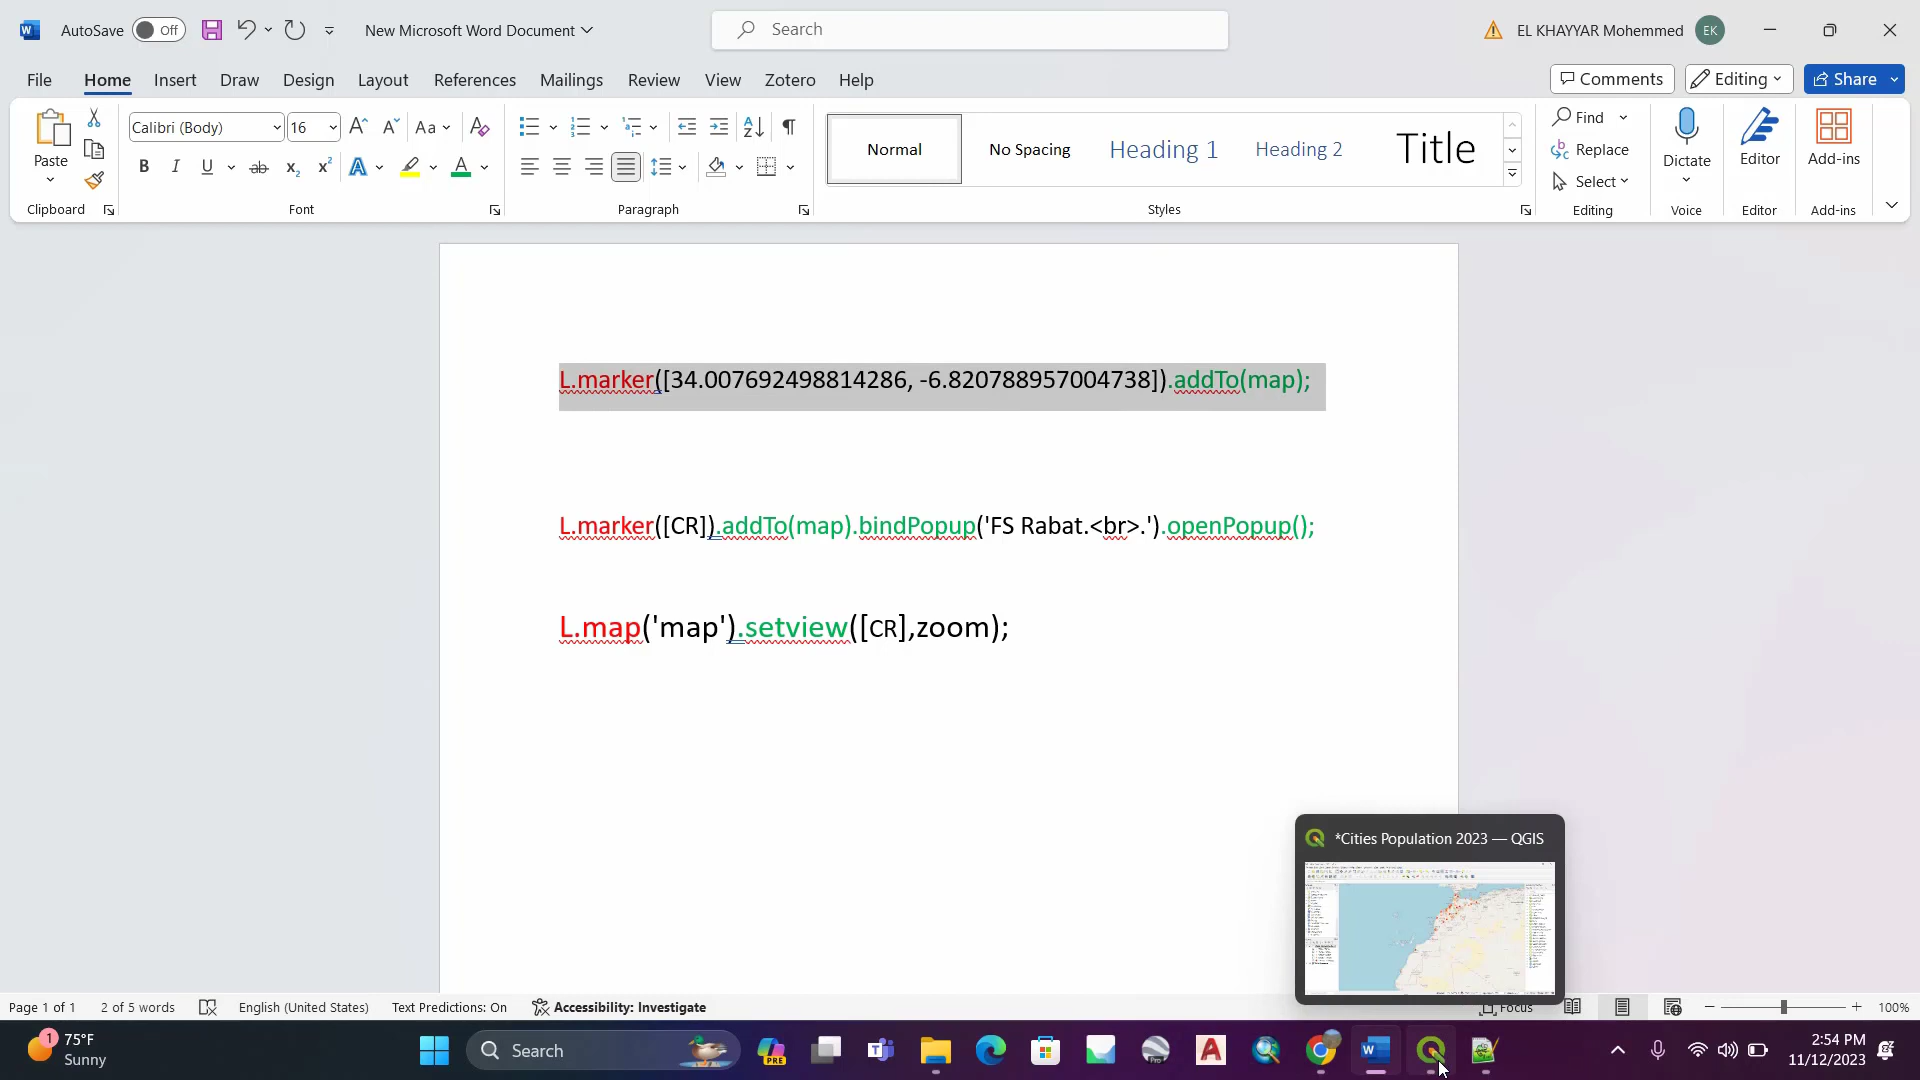 AutoSave Off New Microsoft Word Document Search EL KHAYYAR Mohemmed EK
File Home Insert Draw Design Layout References Mailings Review View Zotero Help Comments Editing Share
Paste Calibri (Body) 16 Aa Normal No Spacing Heading 1 Heading 2 Title Find Replace Select Dictate Editor Add-ins
Clipboard Font Paragraph Styles Editing Voice Editor Add-ins
L.marker([34.007692498814286, -6.820788957004738]).addTo(map);
L.marker([CR]).addTo(map).bindPopup('FS Rabat.<br>.').openPopup();
L.map('map').setview([CR],zoom);
*Cities Population 2023 — QGIS
Page 1 of 1 2 of 5 words English (United States) Text Predictions: On Accessibility: Investigate Focus 100%
1 75°F Search PRE 2:54 PM
Sunny 11/12/2023